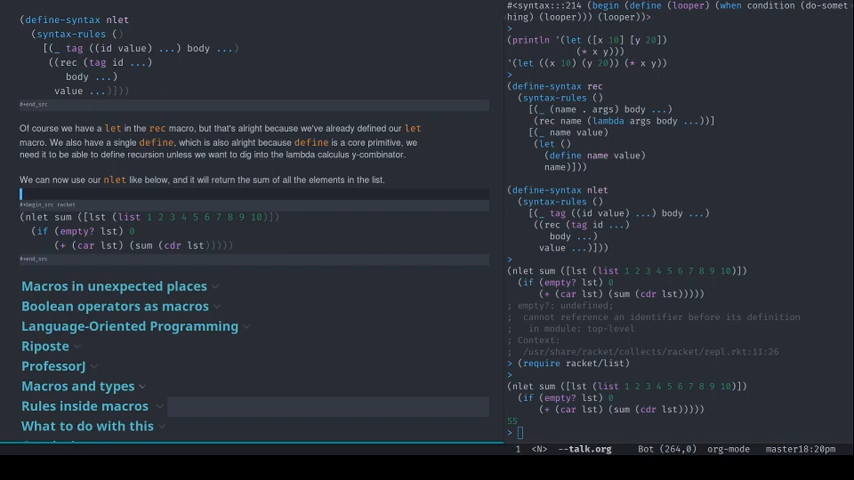 (define-syntax nlet
(syntax-rules ()
[(_ tag ((id value) ...) body ...)
((rec (tag id ...)
body ...)
value ...)]))
#+end_src
Of course we have a let in the rec macro, but that's alright because we've already defined our let
macro. We also have a single define, which is also alright because define is a core primitive, we
need it to be able to define recursion unless we want to dig into the lambda calculus y-combinator.
We can now use our nlet like below, and it will return the sum of all the elements in the list.
#+begin_src racket
(nlet sum ([lst (list 1 2 3 4 5 6 7 8 9 10)])
(if (empty? lst) 0
(+ (car lst) (sum (cdr lst)))))
#+end_src
Macros in unexpected places
Boolean operators as macros
Language-Oriented Programming
Riposte
ProfessorJ
Macros and types
Rules inside macros
What to do with this
#<syntax:::214 (begin (define (looper) (when condition (do-somet
hing) (looper))) (looper))>
>
(println '(let ([x 10] [y 20])
(* x y)))
'(let ((x 10) (y 20)) (* x y))
>
(define-syntax rec
(syntax-rules ()
[(_ (name . args) body ...)
(rec name (lambda args body ...))]
[(_ name value)
(let ()
(define name value)
name)]))
(define-syntax nlet
(syntax-rules ()
[(_ tag ((id value) ...) body ...)
((rec (tag id ...)
body ...)
value ...)]))
>
(nlet sum ([lst (list 1 2 3 4 5 6 7 8 9 10)])
(if (empty? lst) 0
(+ (car lst) (sum (cdr lst)))))
; empty?: undefined;
;  cannot reference an identifier before its definition
;   in module: top-level
; Context:
;  /usr/share/racket/collects/racket/repl.rkt:11:26
> (require racket/list)
>
(nlet sum ([lst (list 1 2 3 4 5 6 7 8 9 10)])
(if (empty? lst) 0
(+ (car lst) (sum (cdr lst)))))
55
>
1 <N> --talk.org Bot (264,0) org-mode master18:20pm